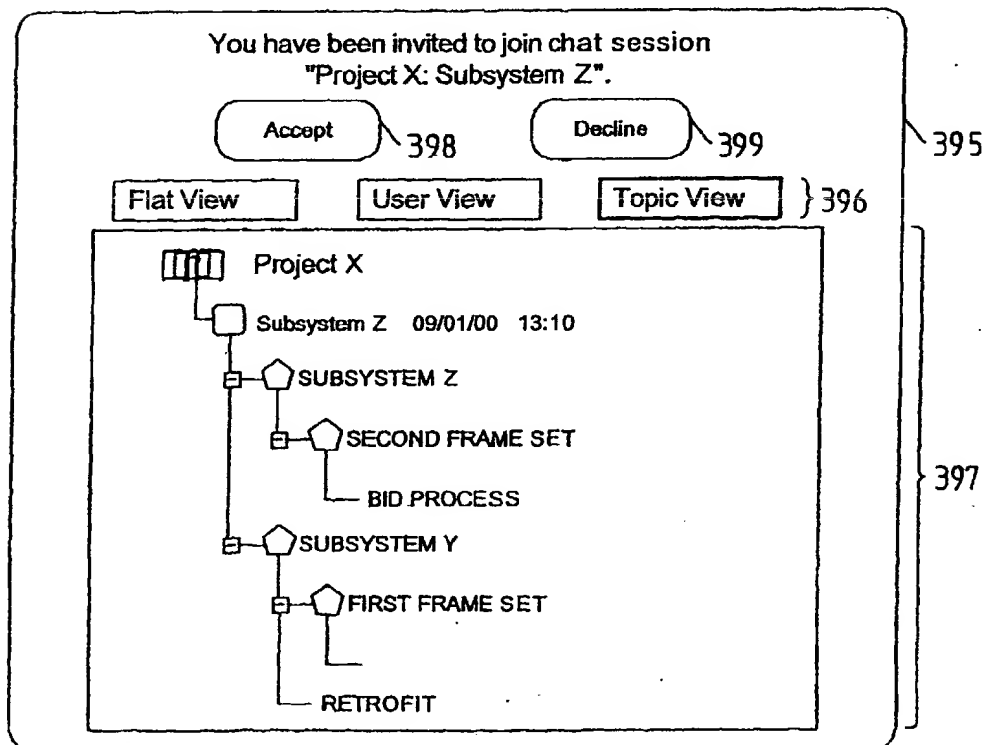 You have been invited to join chat session
"Project X: Subsystem Z".
Accept 398 Decline 399 395
Flat View User View Topic View 396
Project X
Subsystem Z 09/01/00 13:10
SUBSYSTEM Z
SECOND FRAME SET
BID PROCESS
397
SUBSYSTEM Y
FIRST FRAME SET
RETROFIT